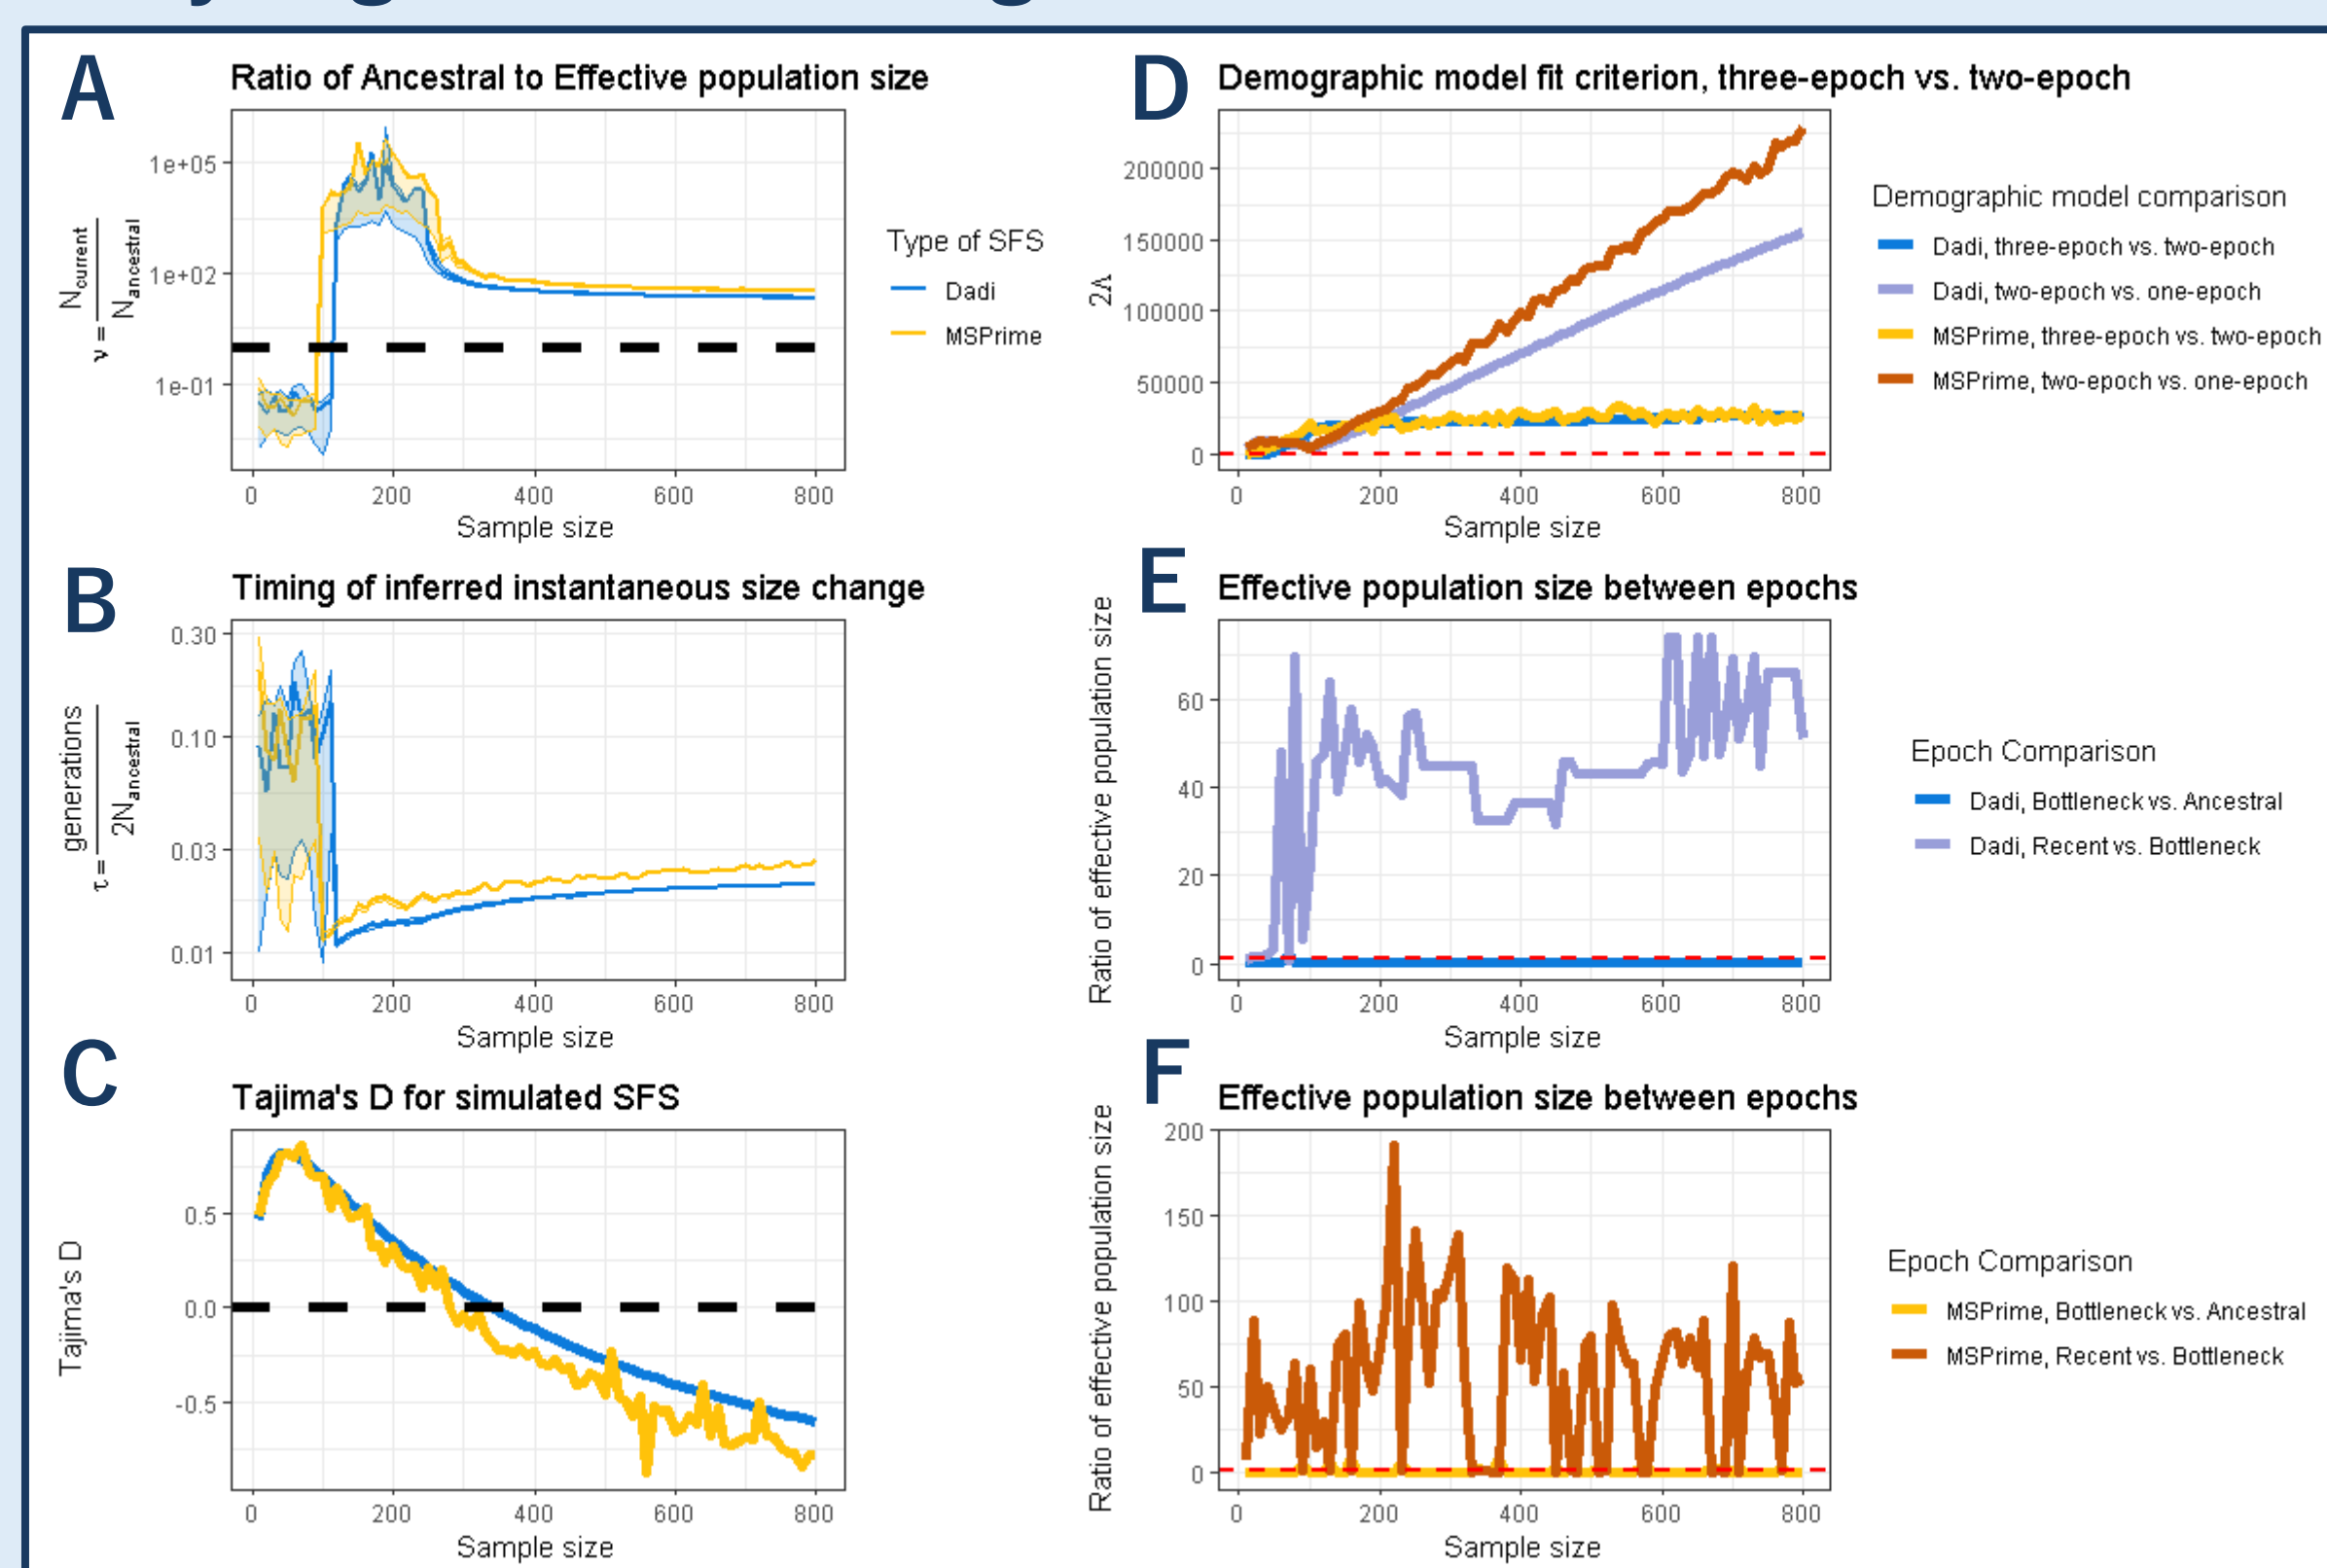 A
Ratio of Ancestral to Effective population size
1e+05
1e+02
1e-01
ν = Ncurrent
Nancestral
0 200 400 600 800
Sample size
Type of SFS
Dadi
MSPrime
B
Timing of inferred instantaneous size change
0.30
0.10
0.03
0.01
τ = generations
2Nancestral
0 200 400 600 800
Sample size
C
Tajima's D for simulated SFS
0.5
0.0
-0.5
Tajima's D
0 200 400 600 800
Sample size
D
Demographic model fit criterion, three-epoch vs. two-epoch
200000
150000
100000
50000
0
2Λ
0 200 400 600 800
Sample size
Demographic model comparison
Dadi, three-epoch vs. two-epoch
Dadi, two-epoch vs. one-epoch
MSPrime, three-epoch vs. two-epoch
MSPrime, two-epoch vs. one-epoch
E
Effective population size between epochs
60
40
20
0
Ratio of effective population size
0 200 400 600 800
Sample size
Epoch Comparison
Dadi, Bottleneck vs. Ancestral
Dadi, Recent vs. Bottleneck
F
Effective population size between epochs
200
150
100
50
0
Ratio of effective population size
0 200 400 600 800
Sample size
Epoch Comparison
MSPrime, Bottleneck vs. Ancestral
MSPrime, Recent vs. Bottleneck